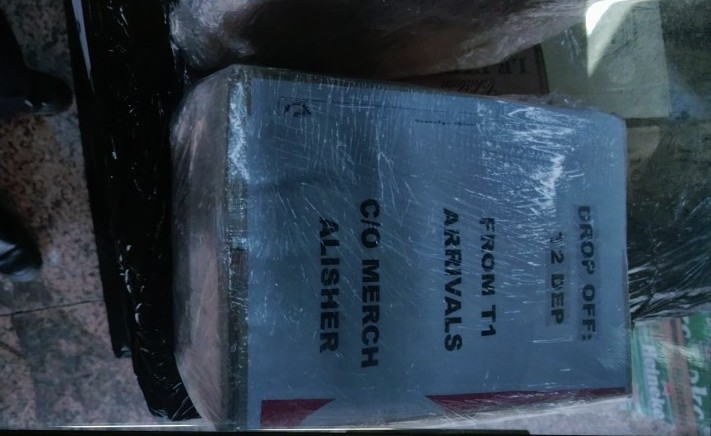 DROP OFF:
T2 DEP
FROM T1
ARRIVALS
C/O MERCH
ALISHER